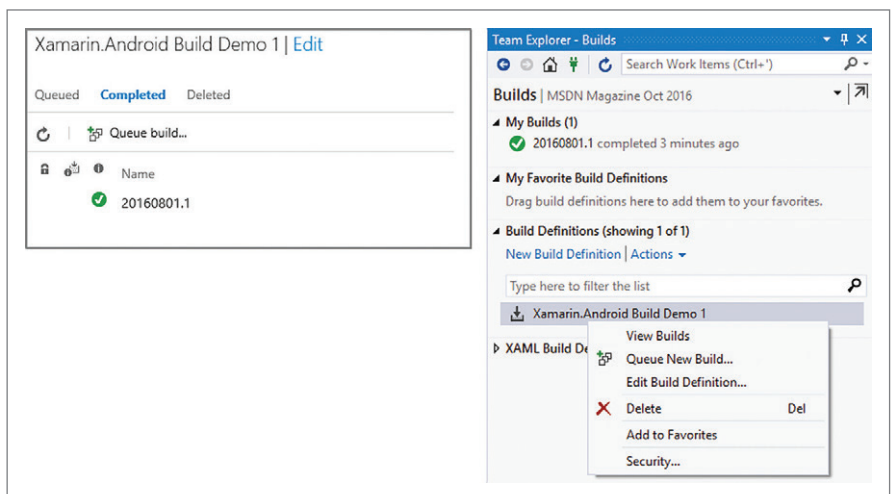 Xamarin.Android Build Demo 1 | Edit
Queued Completed Deleted
Queue build...
Name
20160801.1
Team Explorer - Builds
Search Work Items (Ctrl+')
Builds | MSDN Magazine Oct 2016
My Builds (1)
20160801.1 completed 3 minutes ago
My Favorite Build Definitions
Drag build definitions here to add them to your favorites.
Build Definitions (showing 1 of 1)
New Build Definition | Actions
Type here to filter the list
Xamarin.Android Build Demo 1
XAML Build De
View Builds
Queue New Build...
Edit Build Definition...
Delete Del
Add to Favorites
Security...